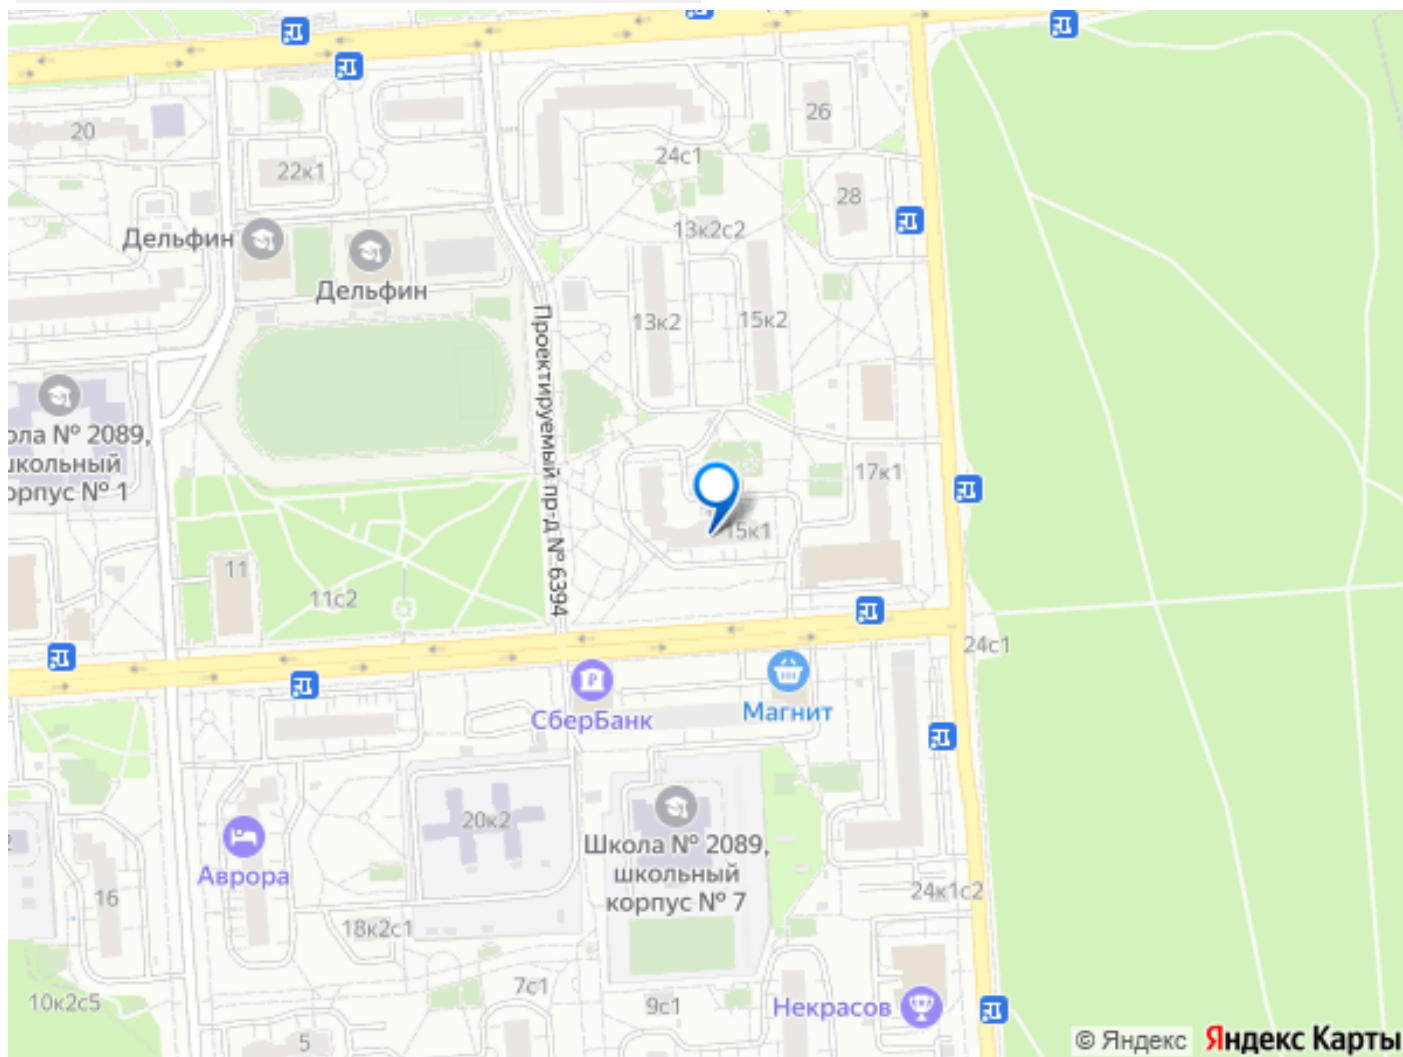 20
22к1
26
24с1
28
13к2с2
Дельфин
Дельфин
Проектируемый пр-д № 6394
13к2
15к2
ола № 2089,
школьный
орпус № 1
17к1
15к1
11
11с2
24с1
СберБанк
Магнит
20к2
Школа № 2089,
школьный
корпус № 7
Аврора
16
18к2с1
24к1с2
7с1
10к2с5
9с1
Некрасов
5
© Яндекс Яндекс Карты